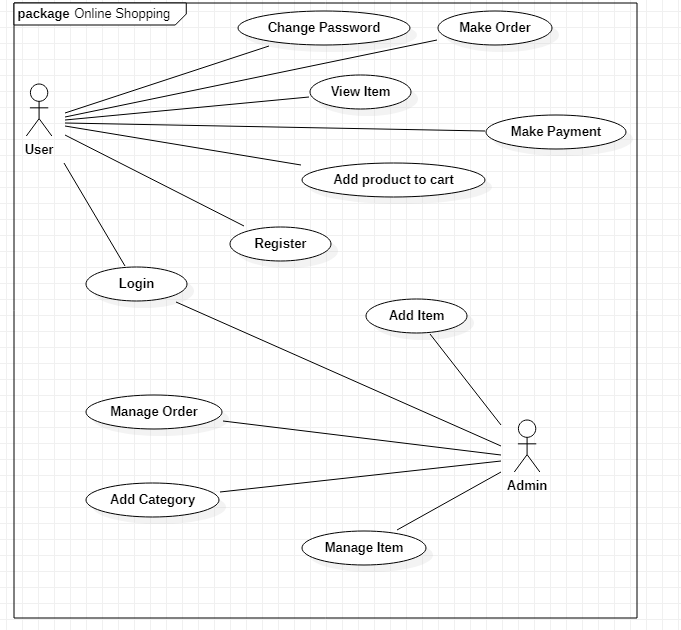 package Online Shopping
Change Password
Make Order
View Item
Make Payment
User
Add product to cart
Register
Login
Add Item
Manage Order
Admin
Add Category
Manage Item